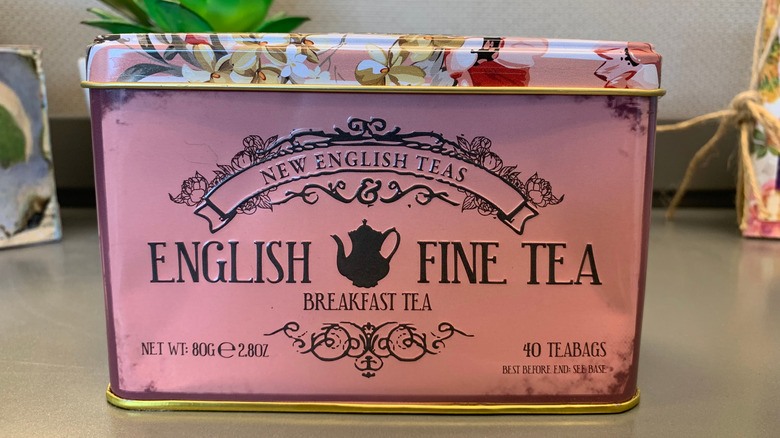 NEW ENGLISH TEAS
&
ENGLISH FINE TEA
BREAKFAST TEA
NET WT: 80G ℮ 2.8OZ
40 TEABAGS
BEST BEFORE END: SEE BASE